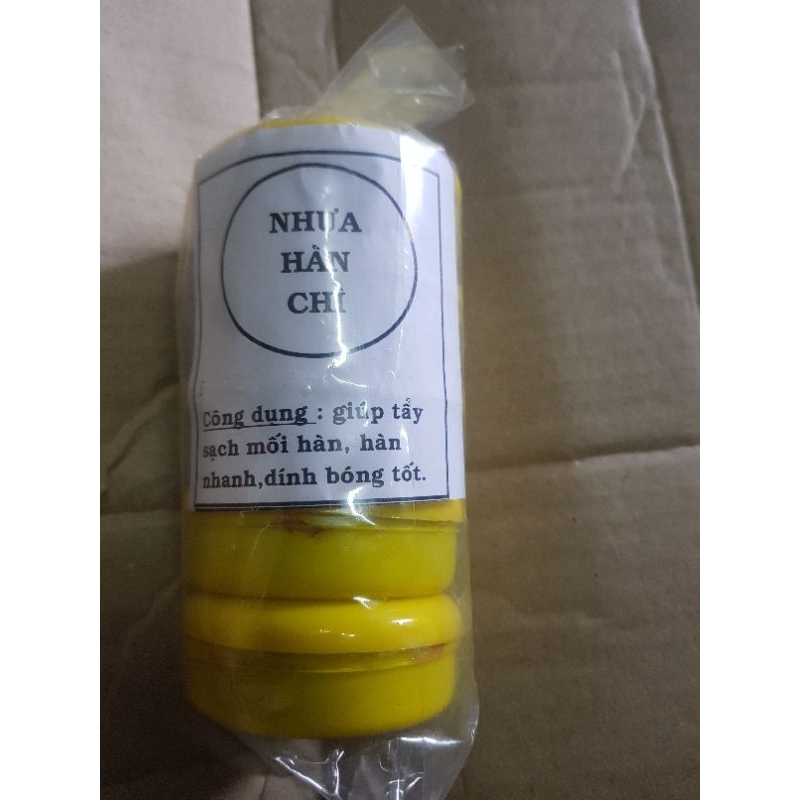 NHỰA
HÀN
CHÌ
Công dụng : giúp tẩy
sạch mối hàn, hàn
nhanh,dính bóng tốt.